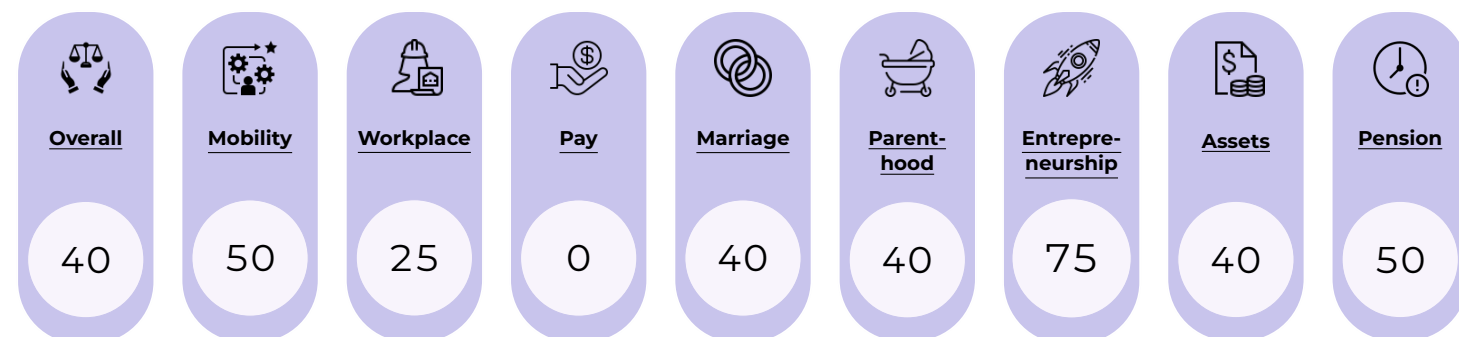 Overall
40
Mobility
50
Workplace
25
$
Pay
0
Marriage
40
Parent-
hood
40
Entrepre-
neurship
75
$
Assets
40
!
Pension
50